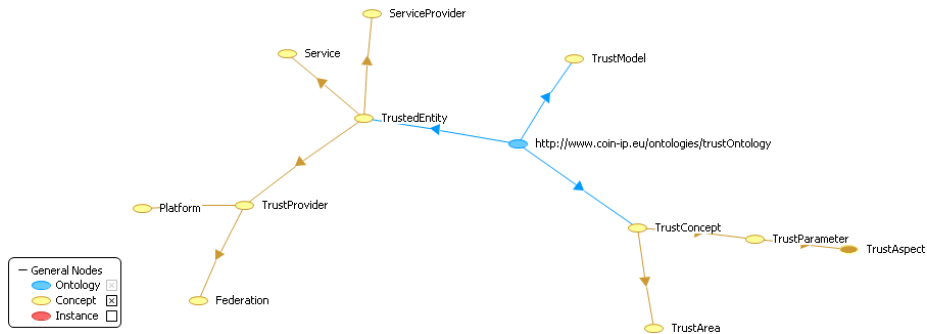 ServiceProvider
Service
TrustModel
TrustedEntity
http://www.coin-ip.eu/ontologies/trustOntology
Platform
TrustProvider
TrustConcept
TrustParameter
TrustAspect
Federation
TrustArea
General Nodes
Ontology
Concept
Instance